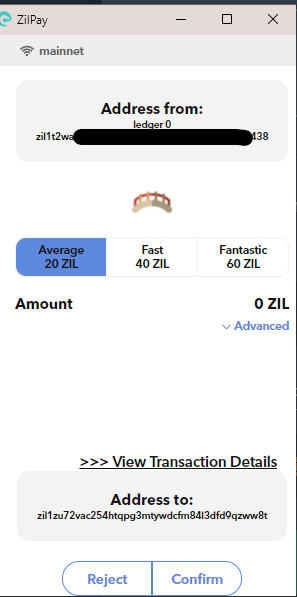 ZilPay
mainnet
Address from:
ledger 0
zil1t2wa 438
Average Fast Fantastic
20 ZIL 40 ZIL 60 ZIL
Amount 0 ZIL
Advanced
>>> View Transaction Details
Address to:
zil1zu72vac254htqpg3mtywdcfm84l3dfd9qzww8t
Reject Confirm